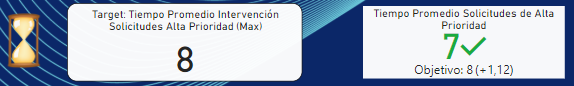 Target: Tiempo Promedio Intervención
Solicitudes Alta Prioridad (Max)
8
Tiempo Promedio Solicitudes de Alta
Prioridad
7
Objetivo: 8 (+1,12)